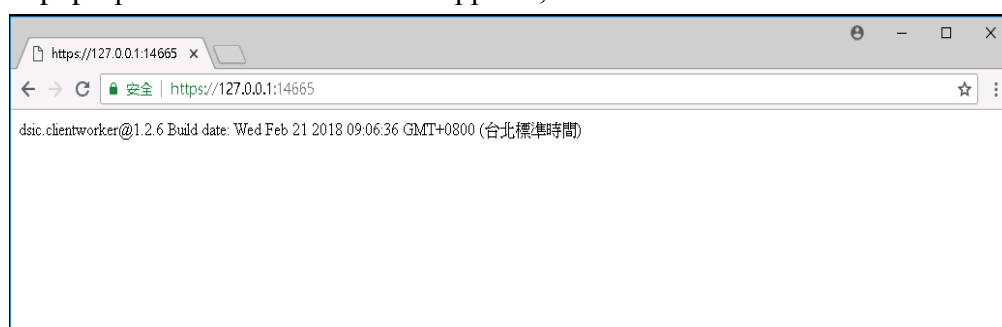 https://127.0.0.1:14665
安全 | https://127.0.0.1:14665
dsic.clientworker@1.2.6 Build date: Wed Feb 21 2018 09:06:36 GMT+0800 (台北標準時間)